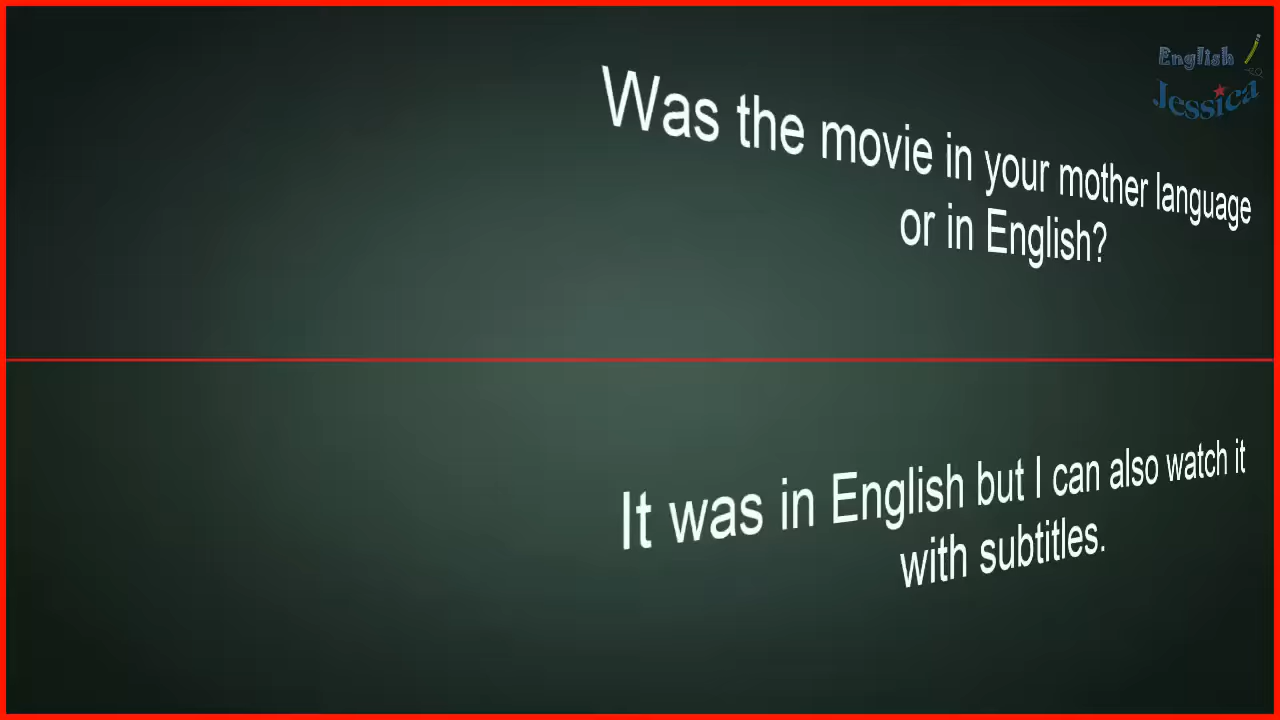 English
Jessica
Was the movie in your mother language
or in English?
It was in English but I can also watch it
with subtitles.